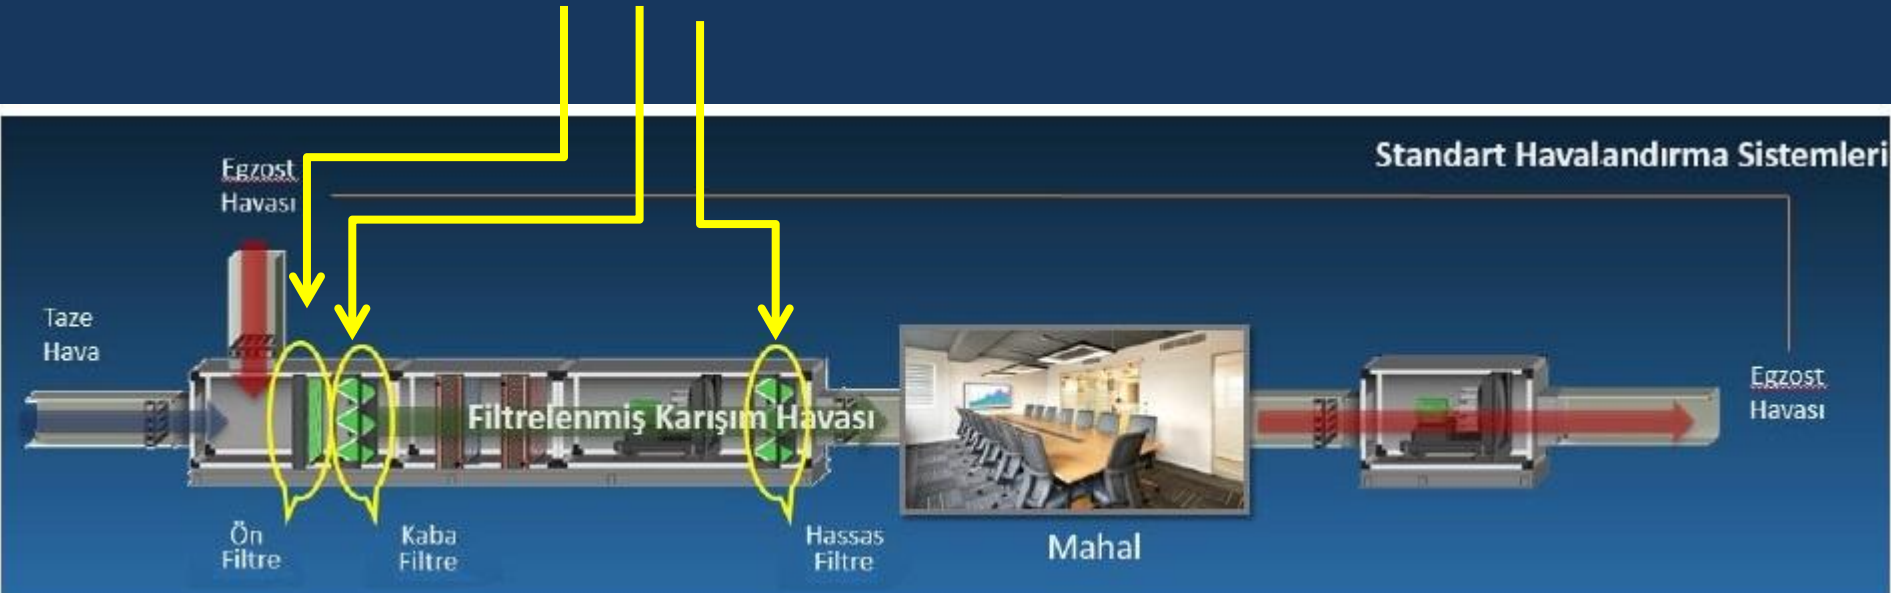 Standart Havalandırma Sistemleri
Egzost
Havası
Taze
Hava
Filtrelenmiş Karışım Havası
Egzost
Havası
Ön
Filtre
Kaba
Filtre
Hassas
Filtre
Mahal